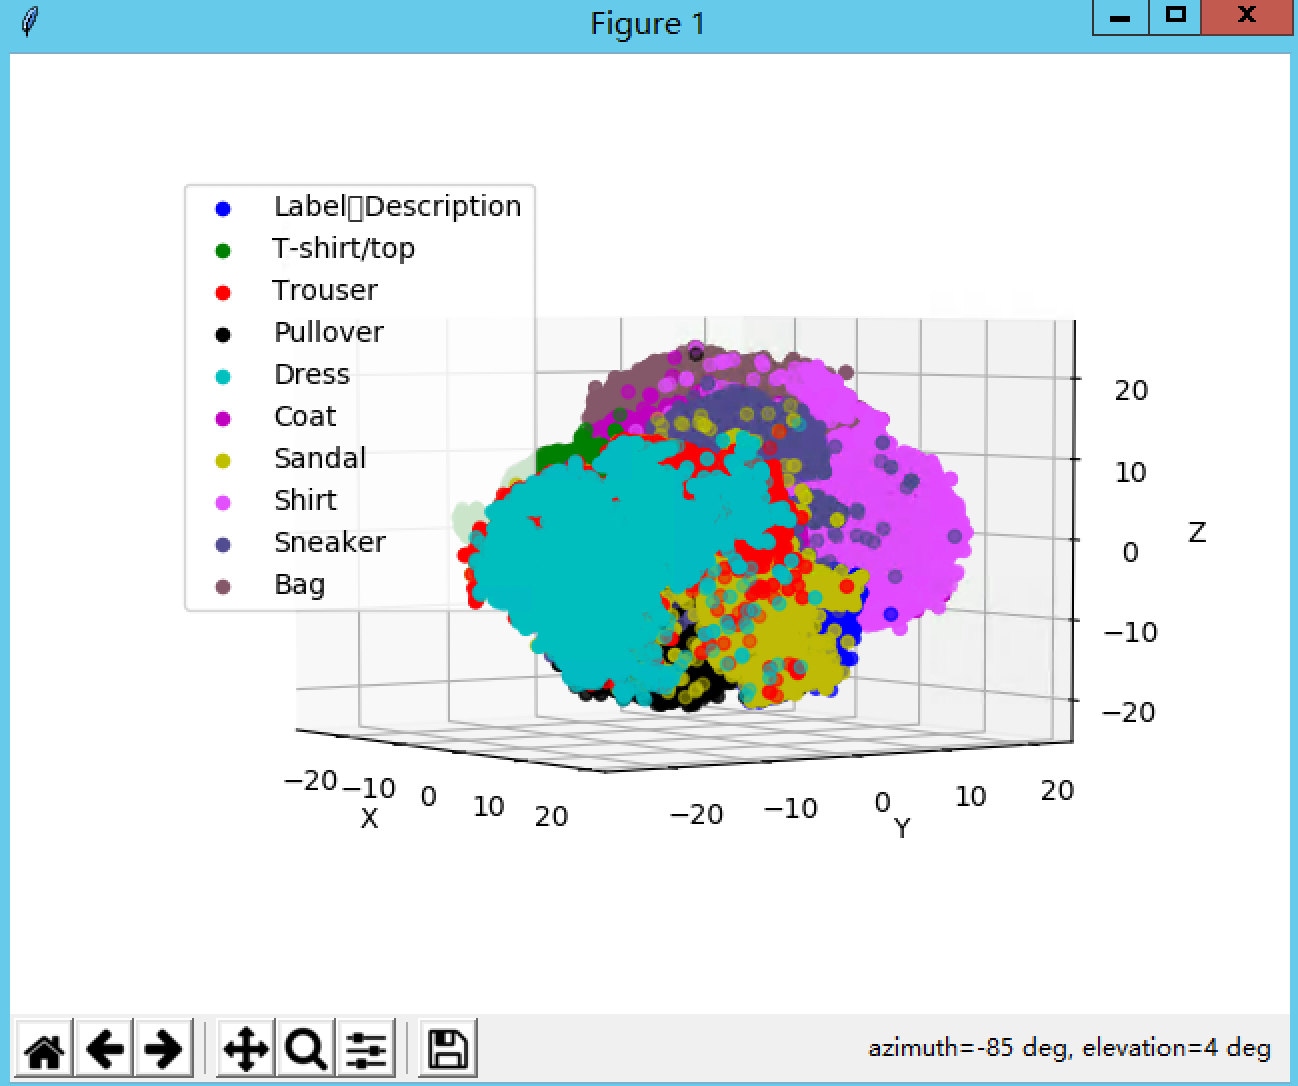 Figure 1
Label▯Description
T-shirt/top
Trouser
Pullover
Dress
Coat
Sandal
Shirt
Sneaker
Bag
20
10
0
−10
−20
Z
−20 −10 0 10 20
X
−20 −10 0 10 20
Y
azimuth=-85 deg, elevation=4 deg